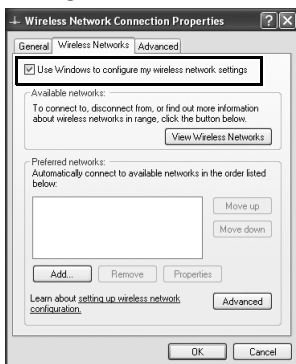 Wireless Network Connection Properties
General Wireless Networks Advanced
Use Windows to configure my wireless network settings
Available networks:
To connect to, disconnect from, or find out more information
about wireless networks in range, click the button below.
View Wireless Networks
Preferred networks:
Automatically connect to available networks in the order listed
below:
Move up
Move down
Add... Remove Properties
Learn about setting up wireless network
configuration.
Advanced
OK Cancel